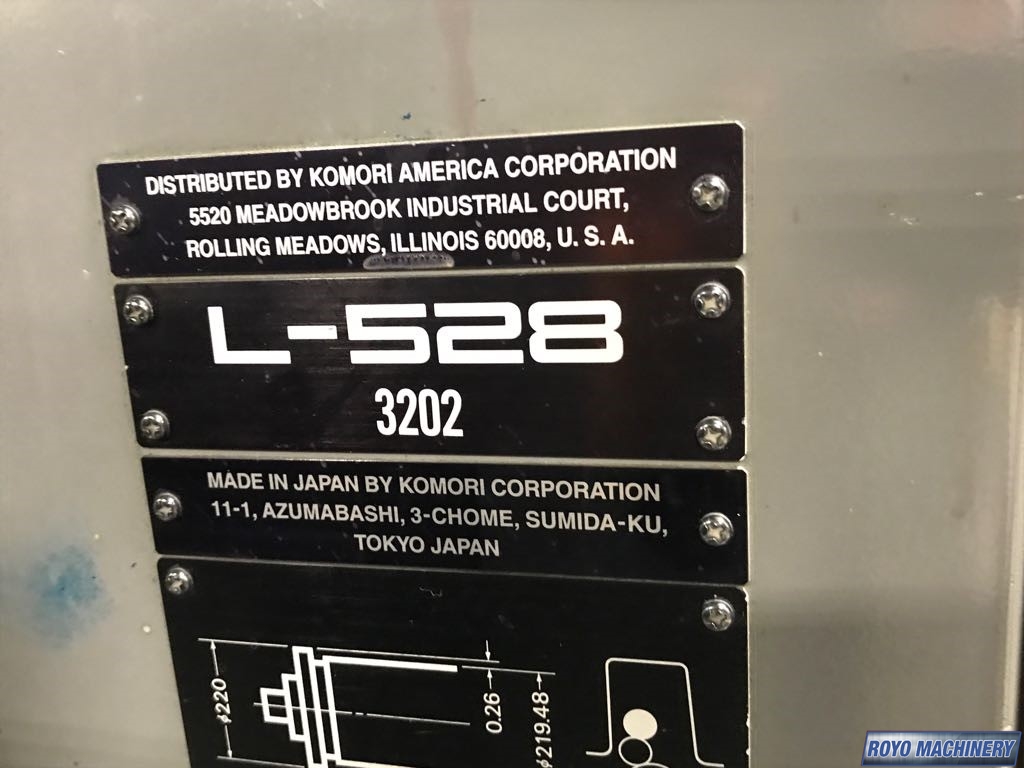 DISTRIBUTED BY KOMORI AMERICA CORPORATION
5520 MEADOWBROOK INDUSTRIAL COURT,
ROLLING MEADOWS, ILLINOIS 60008, U. S. A.
L-528
3202
MADE IN JAPAN BY KOMORI CORPORATION
11-1, AZUMABASHI, 3-CHOME, SUMIDA-KU,
TOKYO JAPAN
φ220
0.26
φ219.48
ROYO MACHINERY